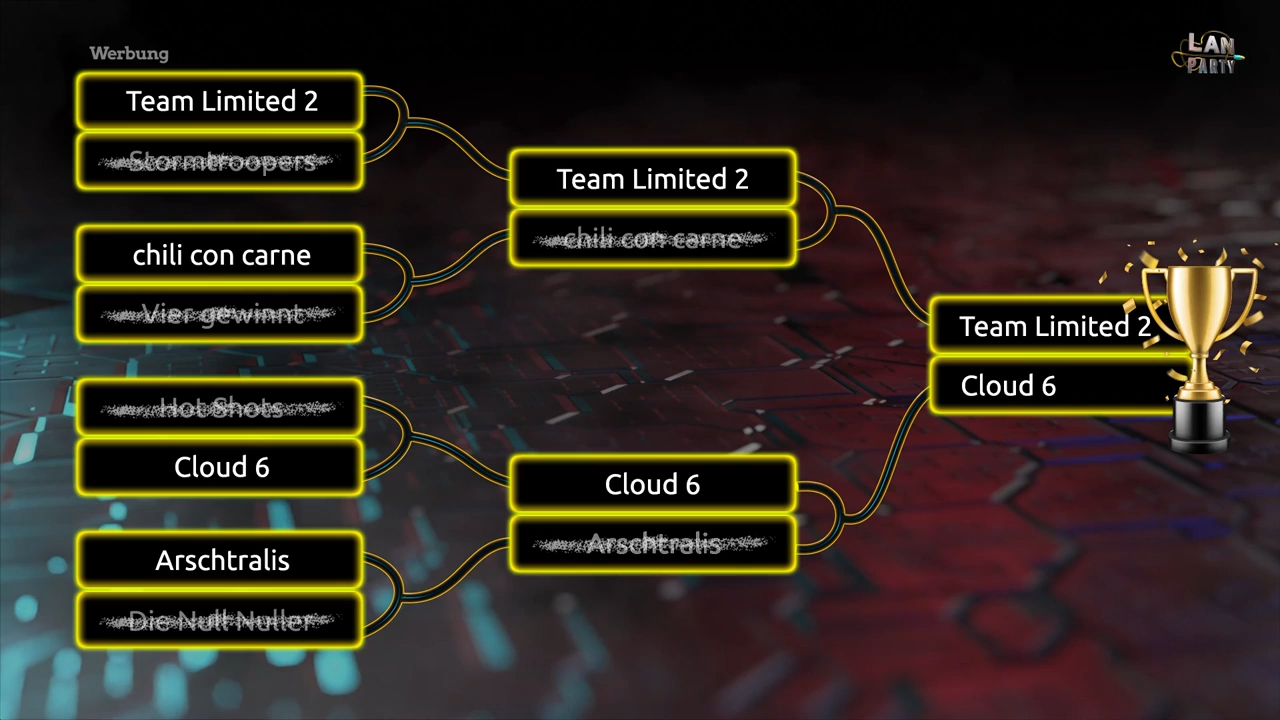 Werbung
LAN
PARTY
Team Limited 2
Stormtroopers
chili con carne
Vier gewinnt
Hot Shots
Cloud 6
Arschtralis
Die Null Nuller
Team Limited 2
chili con carne
Cloud 6
Arschtralis
Team Limited 2
Cloud 6